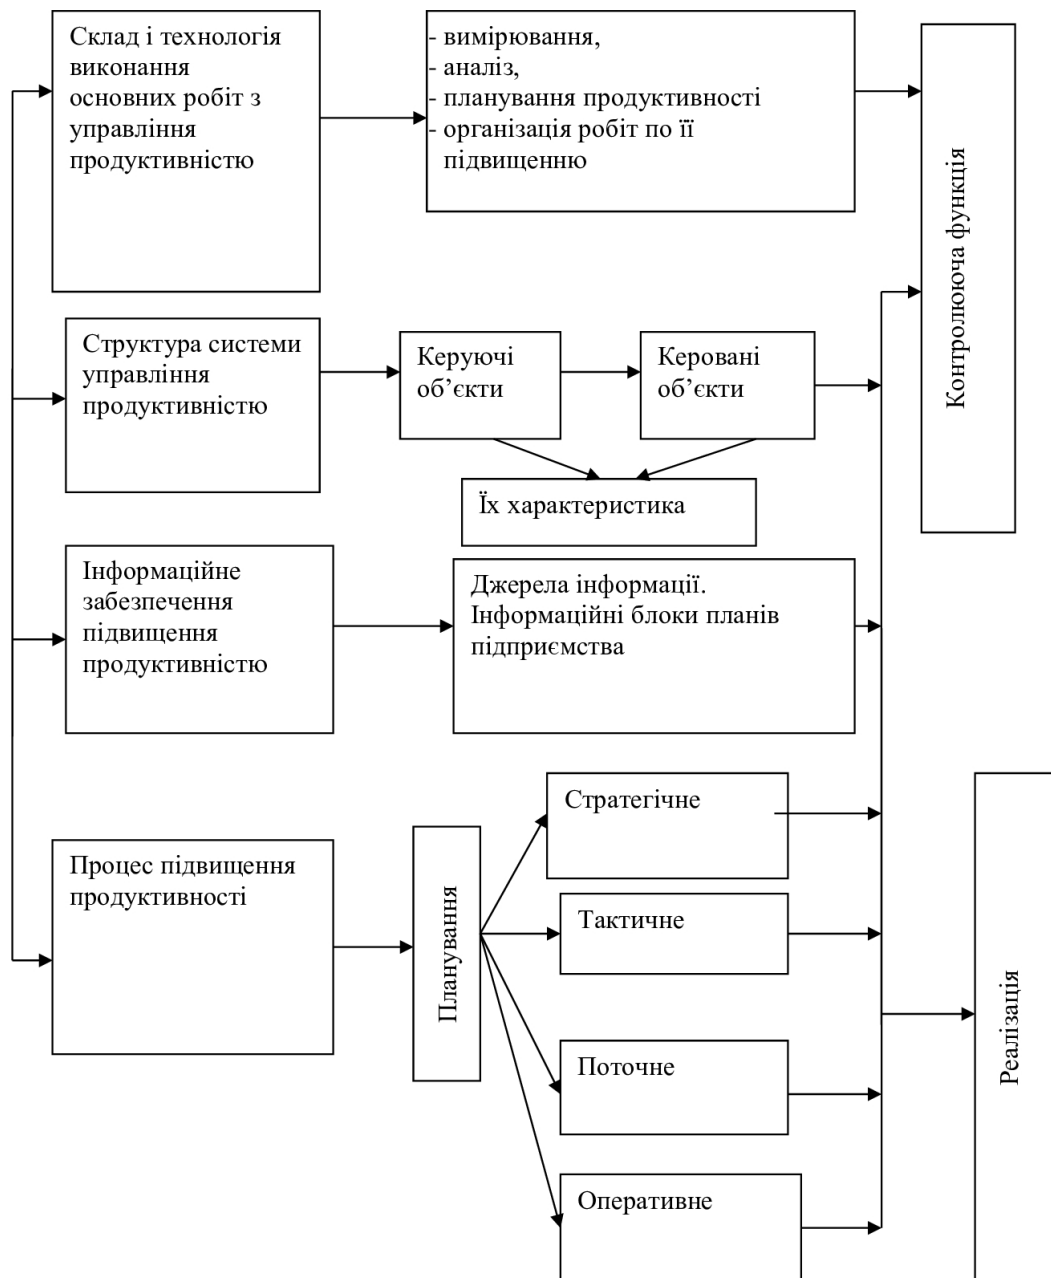 Склад і технологія
виконання
основних робіт з
управління
продуктивністю
- вимірювання,
- аналіз,
- планування продуктивності
- організація робіт по її
підвищенню
Контролююча функція
Структура системи
управління
продуктивністю
Керуючі
об’єкти
Керовані
об’єкти
Їх характеристика
Інформаційне
забезпечення
підвищення
продуктивністю
Джерела інформації.
Інформаційні блоки планів
підприємства
Процес підвищення
продуктивності
Планування
Стратегічне
Тактичне
Поточне
Оперативне
Реалізація